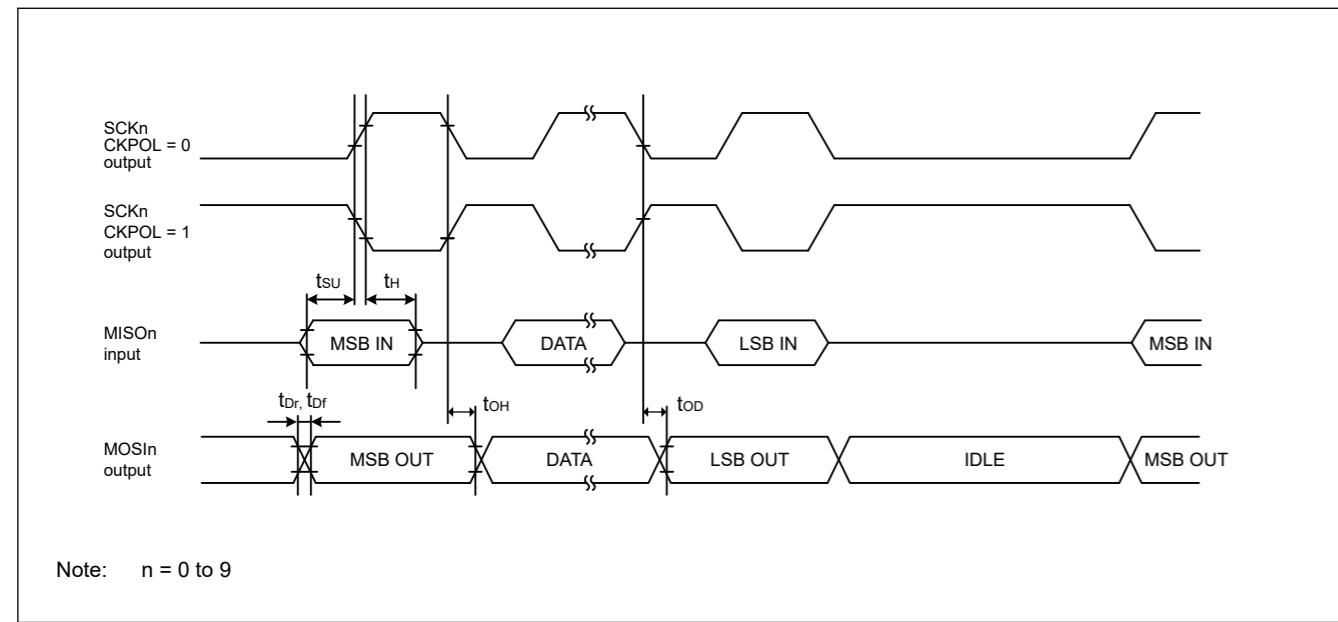 SCKn
CKPOL = 0
output
SCKn
CKPOL = 1
output
tSU
tH
MISOn
input
MSB IN
DATA
LSB IN
MSB IN
tDr, tDf
tOH
tOD
MOSIn
output
MSB OUT
DATA
LSB OUT
IDLE
MSB OUT
Note: n = 0 to 9